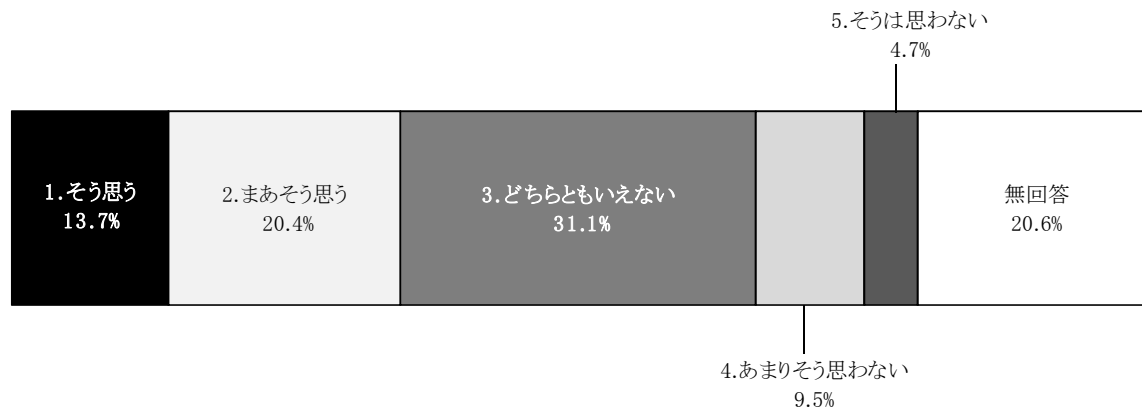 5.そうは思わない
4.7%
1.そう思う
13.7%
2.まあそう思う
20.4%
3.どちらともいえない
31.1%
無回答
20.6%
4.あまりそう思わない
9.5%